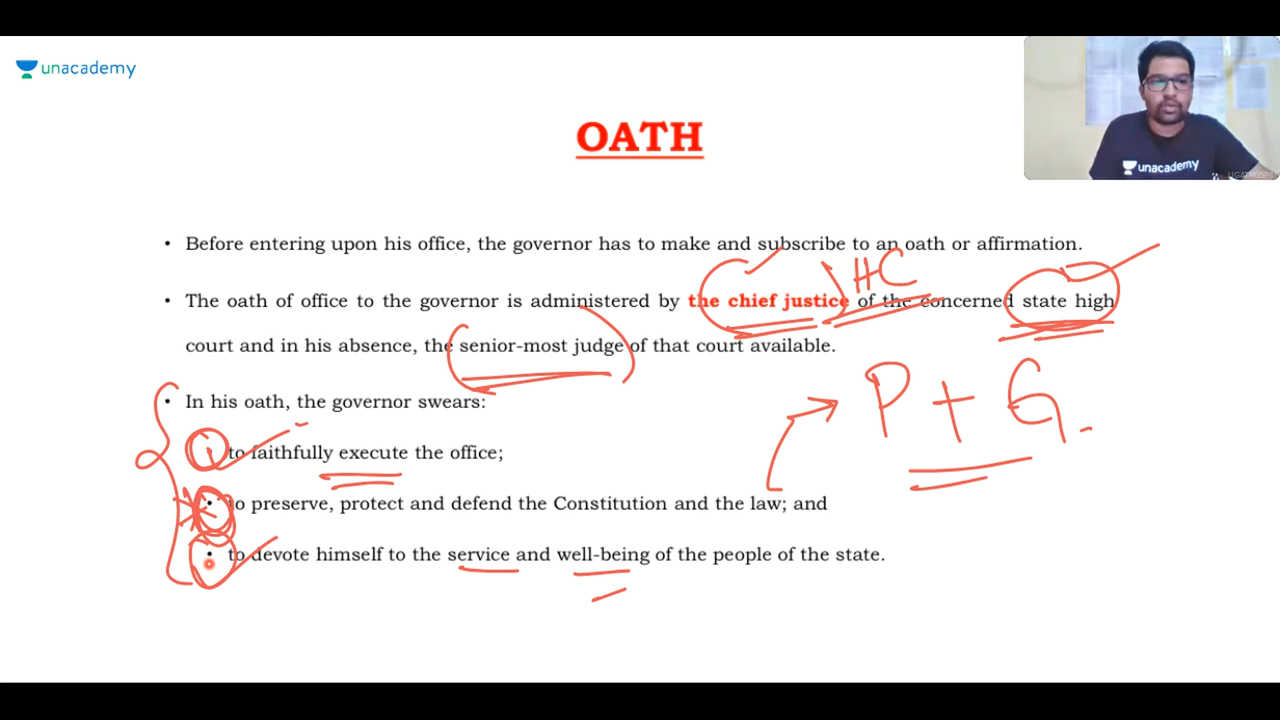 unacademy
unacademy
OATH
• Before entering upon his office, the governor has to make and subscribe to an oath or affirmation.
HC
• The oath of office to the governor is administered by the chief justice of the concerned state high
court and in his absence, the senior-most judge of that court available.
P + G
• In his oath, the governor swears:
1 to faithfully execute the office;
• to preserve, protect and defend the Constitution and the law; and
• to devote himself to the service and well-being of the people of the state.